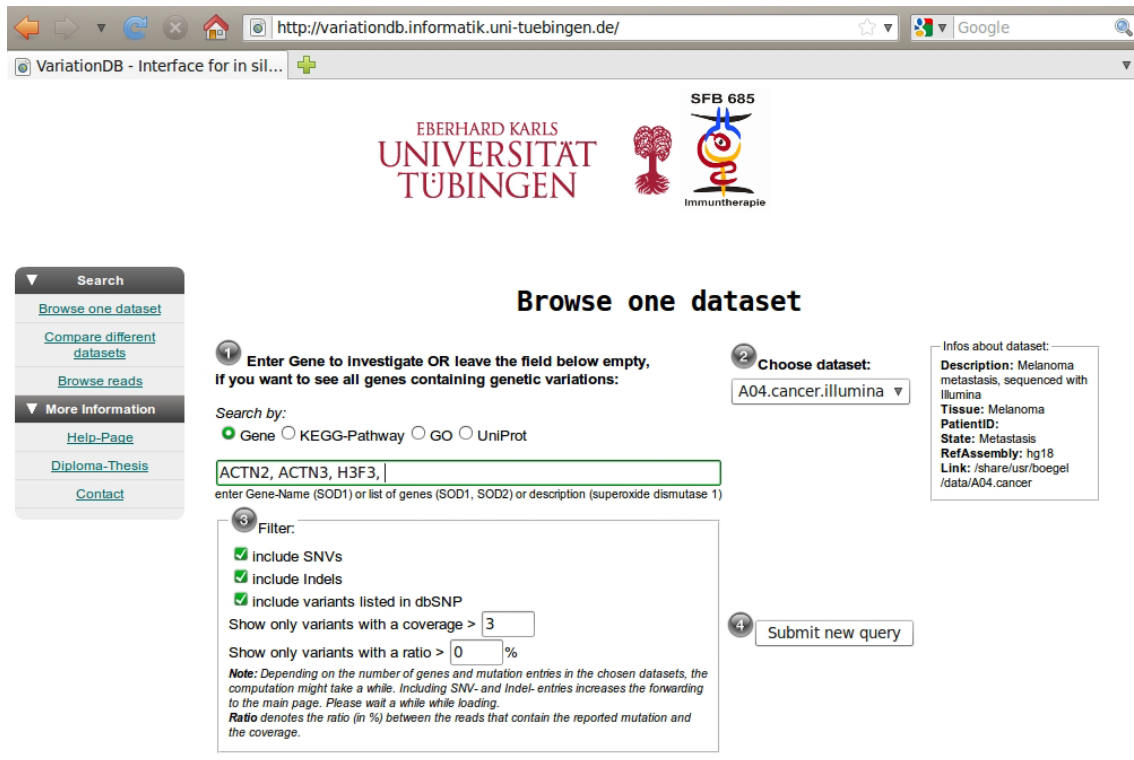 http://variationdb.informatik.uni-tuebingen.de/
Google
VariationDB - Interface for in sil...
EBERHARD KARLS
UNIVERSITÄT
TÜBINGEN
SFB 685
Immuntherapie
Search
Browse one dataset
Compare different
datasets
Browse reads
More Information
Help-Page
Diploma-Thesis
Contact
Browse one dataset
1 Enter Gene to investigate OR leave the field below empty,
if you want to see all genes containing genetic variations:
Search by:
Gene KEGG-Pathway GO UniProt
ACTN2, ACTN3, H3F3,
enter Gene-Name (SOD1) or list of genes (SOD1, SOD2) or description (superoxide dismutase 1)
2 Choose dataset:
A04.cancer.illumina
Infos about dataset:
Description: Melanoma
metastasis, sequenced with
Illumina
Tissue: Melanoma
PatientID:
State: Metastasis
RefAssembly: hg18
Link: /share/usr/boegel
/data/A04.cancer
3 Filter:
include SNVs
include Indels
include variants listed in dbSNP
Show only variants with a coverage > 3
Show only variants with a ratio > 0 %
Note: Depending on the number of genes and mutation entries in the chosen datasets, the
computation might take a while. Including SNV- and Indel- entries increases the forwarding
to the main page. Please wait a while while loading.
Ratio denotes the ratio (in %) between the reads that contain the reported mutation and
the coverage.
4 Submit new query